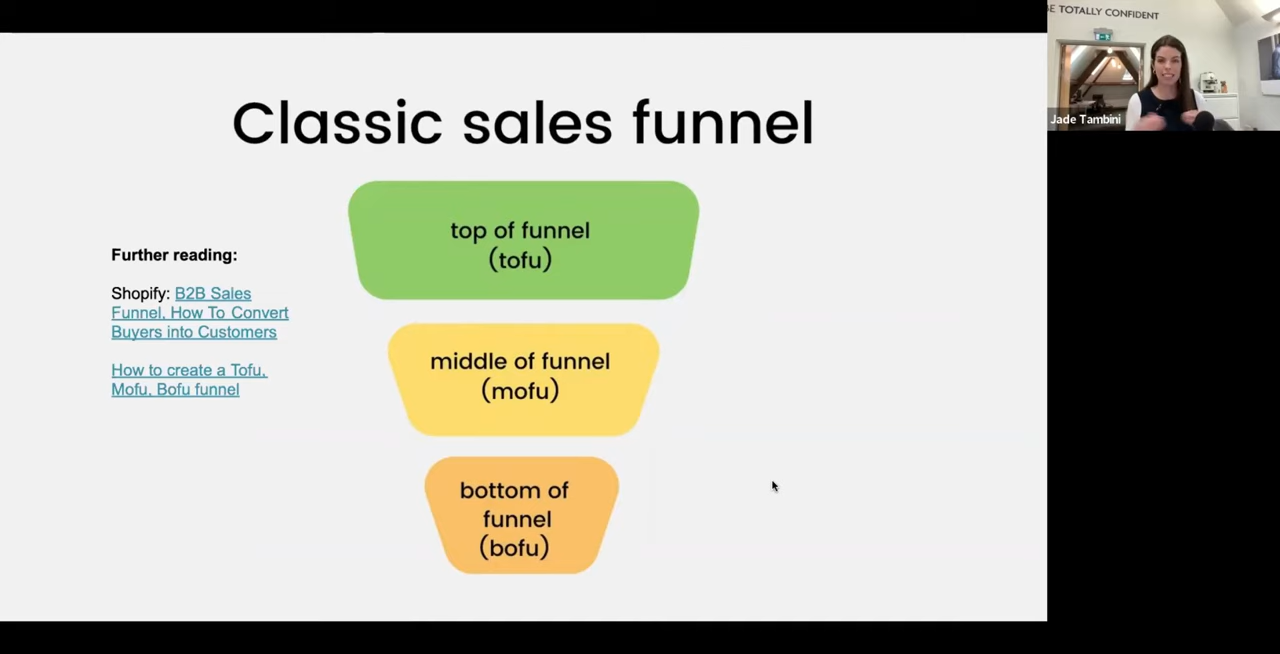 Classic sales funnel
top of funnel
(tofu)
Further reading:
Shopify: B2B Sales
Funnel, How To Convert
Buyers into Customers
How to create a Tofu,
Mofu, Bofu funnel
middle of funnel
(mofu)
bottom of
funnel
(bofu)
BE TOTALLY CONFIDENT
Jade Tambini